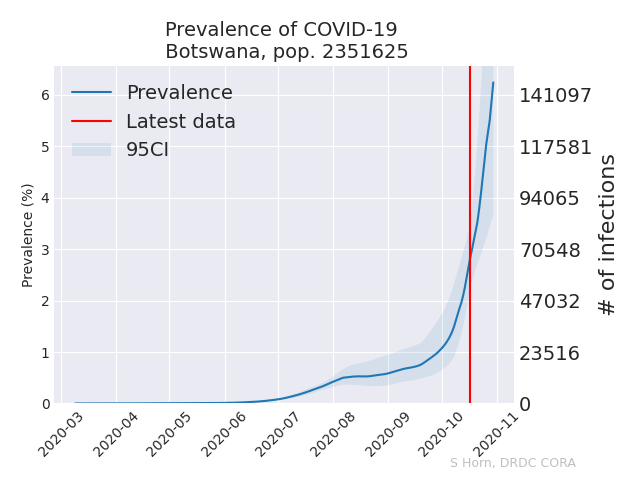 Prevalence of COVID-19
Botswana, pop. 2351625
Prevalence
Latest data
95CI
Prevalence (%)
6
5
4
3
2
1
0
141097
117581
94065
70548
47032
23516
0
# of infections
2020-03
2020-04
2020-05
2020-06
2020-07
2020-08
2020-09
2020-10
2020-11
S Horn, DRDC CORA